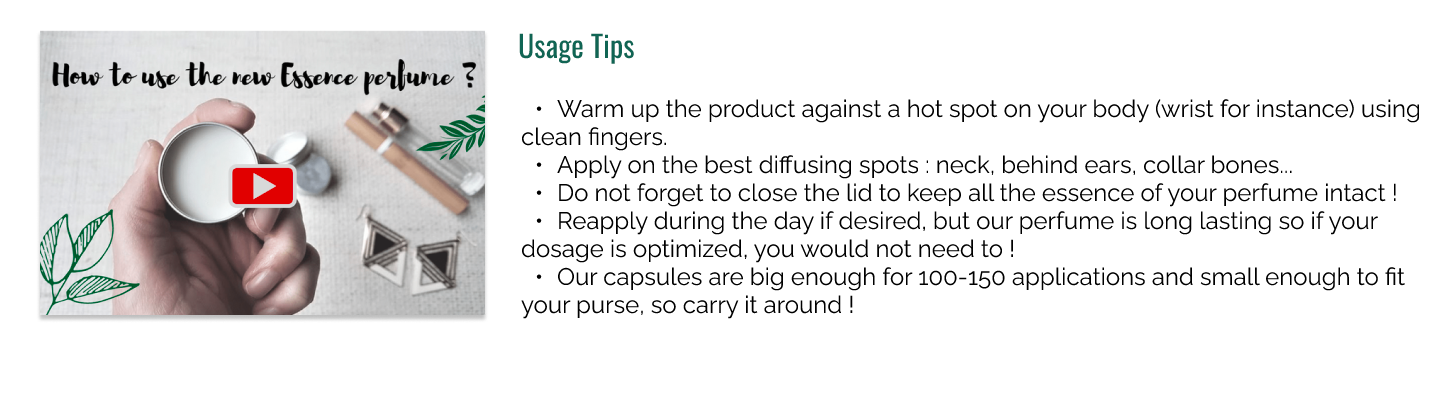 How to use the new Essence perfume ?
Usage Tips
• Warm up the product against a hot spot on your body (wrist for instance) using
clean fingers.
• Apply on the best diffusing spots : neck, behind ears, collar bones...
• Do not forget to close the lid to keep all the essence of your perfume intact !
• Reapply during the day if desired, but our perfume is long lasting so if your
dosage is optimized, you would not need to !
• Our capsules are big enough for 100-150 applications and small enough to fit
your purse, so carry it around !